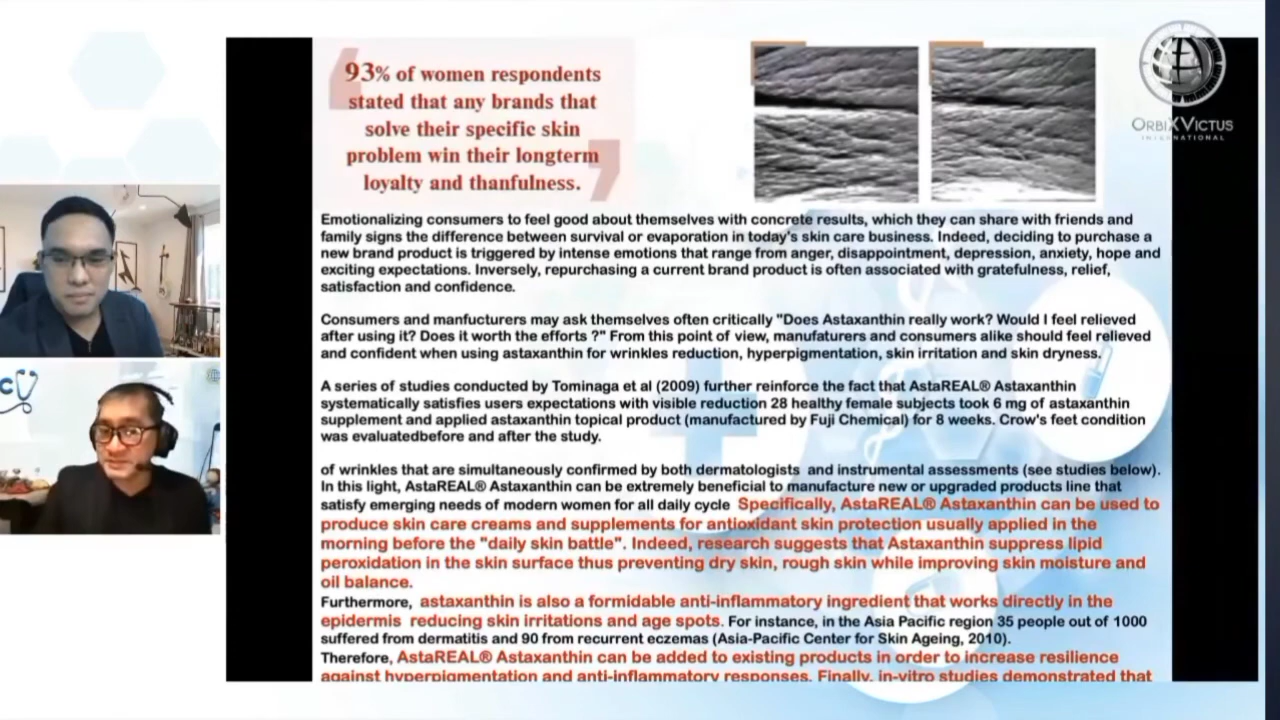 93% of women respondents
stated that any brands that
solve their specific skin
problem win their longterm
loyalty and thanfulness.
ORBIXVICTUS
INTERNATIONAL
Emotionalizing consumers to feel good about themselves with concrete results, which they can share with friends and
family signs the difference between survival or evaporation in today's skin care business. Indeed, deciding to purchase a
new brand product is triggered by intense emotions that range from anger, disappointment, depression, anxiety, hope and
exciting expectations. Inversely, repurchasing a current brand product is often associated with gratefulness, relief,
satisfaction and confidence.
Consumers and manfucturers may ask themselves often critically "Does Astaxanthin really work? Would I feel relieved
after using it? Does it worth the efforts ?" From this point of view, manufaturers and consumers alike should feel relieved
and confident when using astaxanthin for wrinkles reduction, hyperpigmentation, skin irritation and skin dryness.
A series of studies conducted by Tominaga et al (2009) further reinforce the fact that AstaREAL® Astaxanthin
systematically satisfies users expectations with visible reduction 28 healthy female subjects took 6 mg of astaxanthin
supplement and applied astaxanthin topical product (manufactured by Fuji Chemical) for 8 weeks. Crow's feet condition
was evaluatedbefore and after the study.
of wrinkles that are simultaneously confirmed by both dermatologists and instrumental assessments (see studies below).
In this light, AstaREAL® Astaxanthin can be extremely beneficial to manufacture new or upgraded products line that
satisfy emerging needs of modern women for all daily cycle Specifically, AstaREAL® Astaxanthin can be used to
produce skin care creams and supplements for antioxidant skin protection usually applied in the
morning before the "daily skin battle". Indeed, research suggests that Astaxanthin suppress lipid
peroxidation in the skin surface thus preventing dry skin, rough skin while improving skin moisture and
oil balance.
Furthermore, astaxanthin is also a formidable anti-inflammatory ingredient that works directly in the
epidermis reducing skin irritations and age spots. For instance, in the Asia Pacific region 35 people out of 1000
suffered from dermatitis and 90 from recurrent eczemas (Asia-Pacific Center for Skin Ageing, 2010).
Therefore, AstaREAL® Astaxanthin can be added to existing products in order to increase resilience
against hyperpigmentation and anti-inflammatory responses. Finally, in-vitro studies demonstrated that